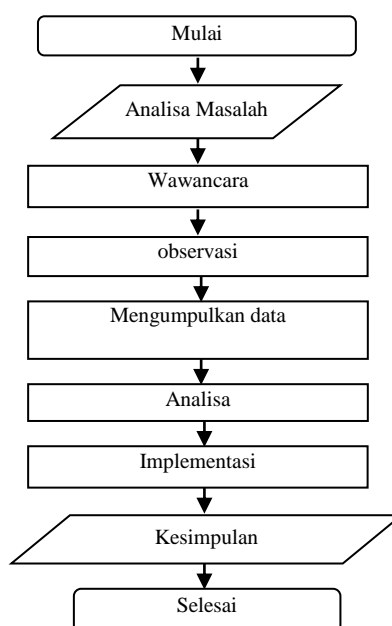 Mulai
Analisa Masalah
Wawancara
observasi
Mengumpulkan data
Analisa
Implementasi
Kesimpulan
Selesai